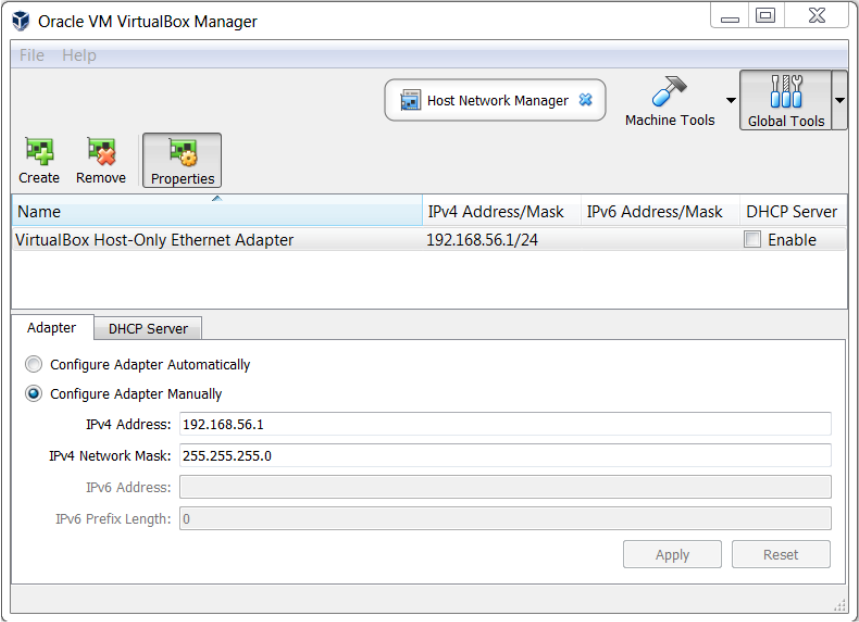 Oracle VM VirtualBox Manager
File Help
Host Network Manager
Machine Tools
Global Tools
Create Remove Properties
Name IPv4 Address/Mask IPv6 Address/Mask DHCP Server
VirtualBox Host-Only Ethernet Adapter 192.168.56.1/24 Enable
Adapter DHCP Server
Configure Adapter Automatically
Configure Adapter Manually
IPv4 Address: 192.168.56.1
IPv4 Network Mask: 255.255.255.0
IPv6 Address:
IPv6 Prefix Length: 0
Apply Reset